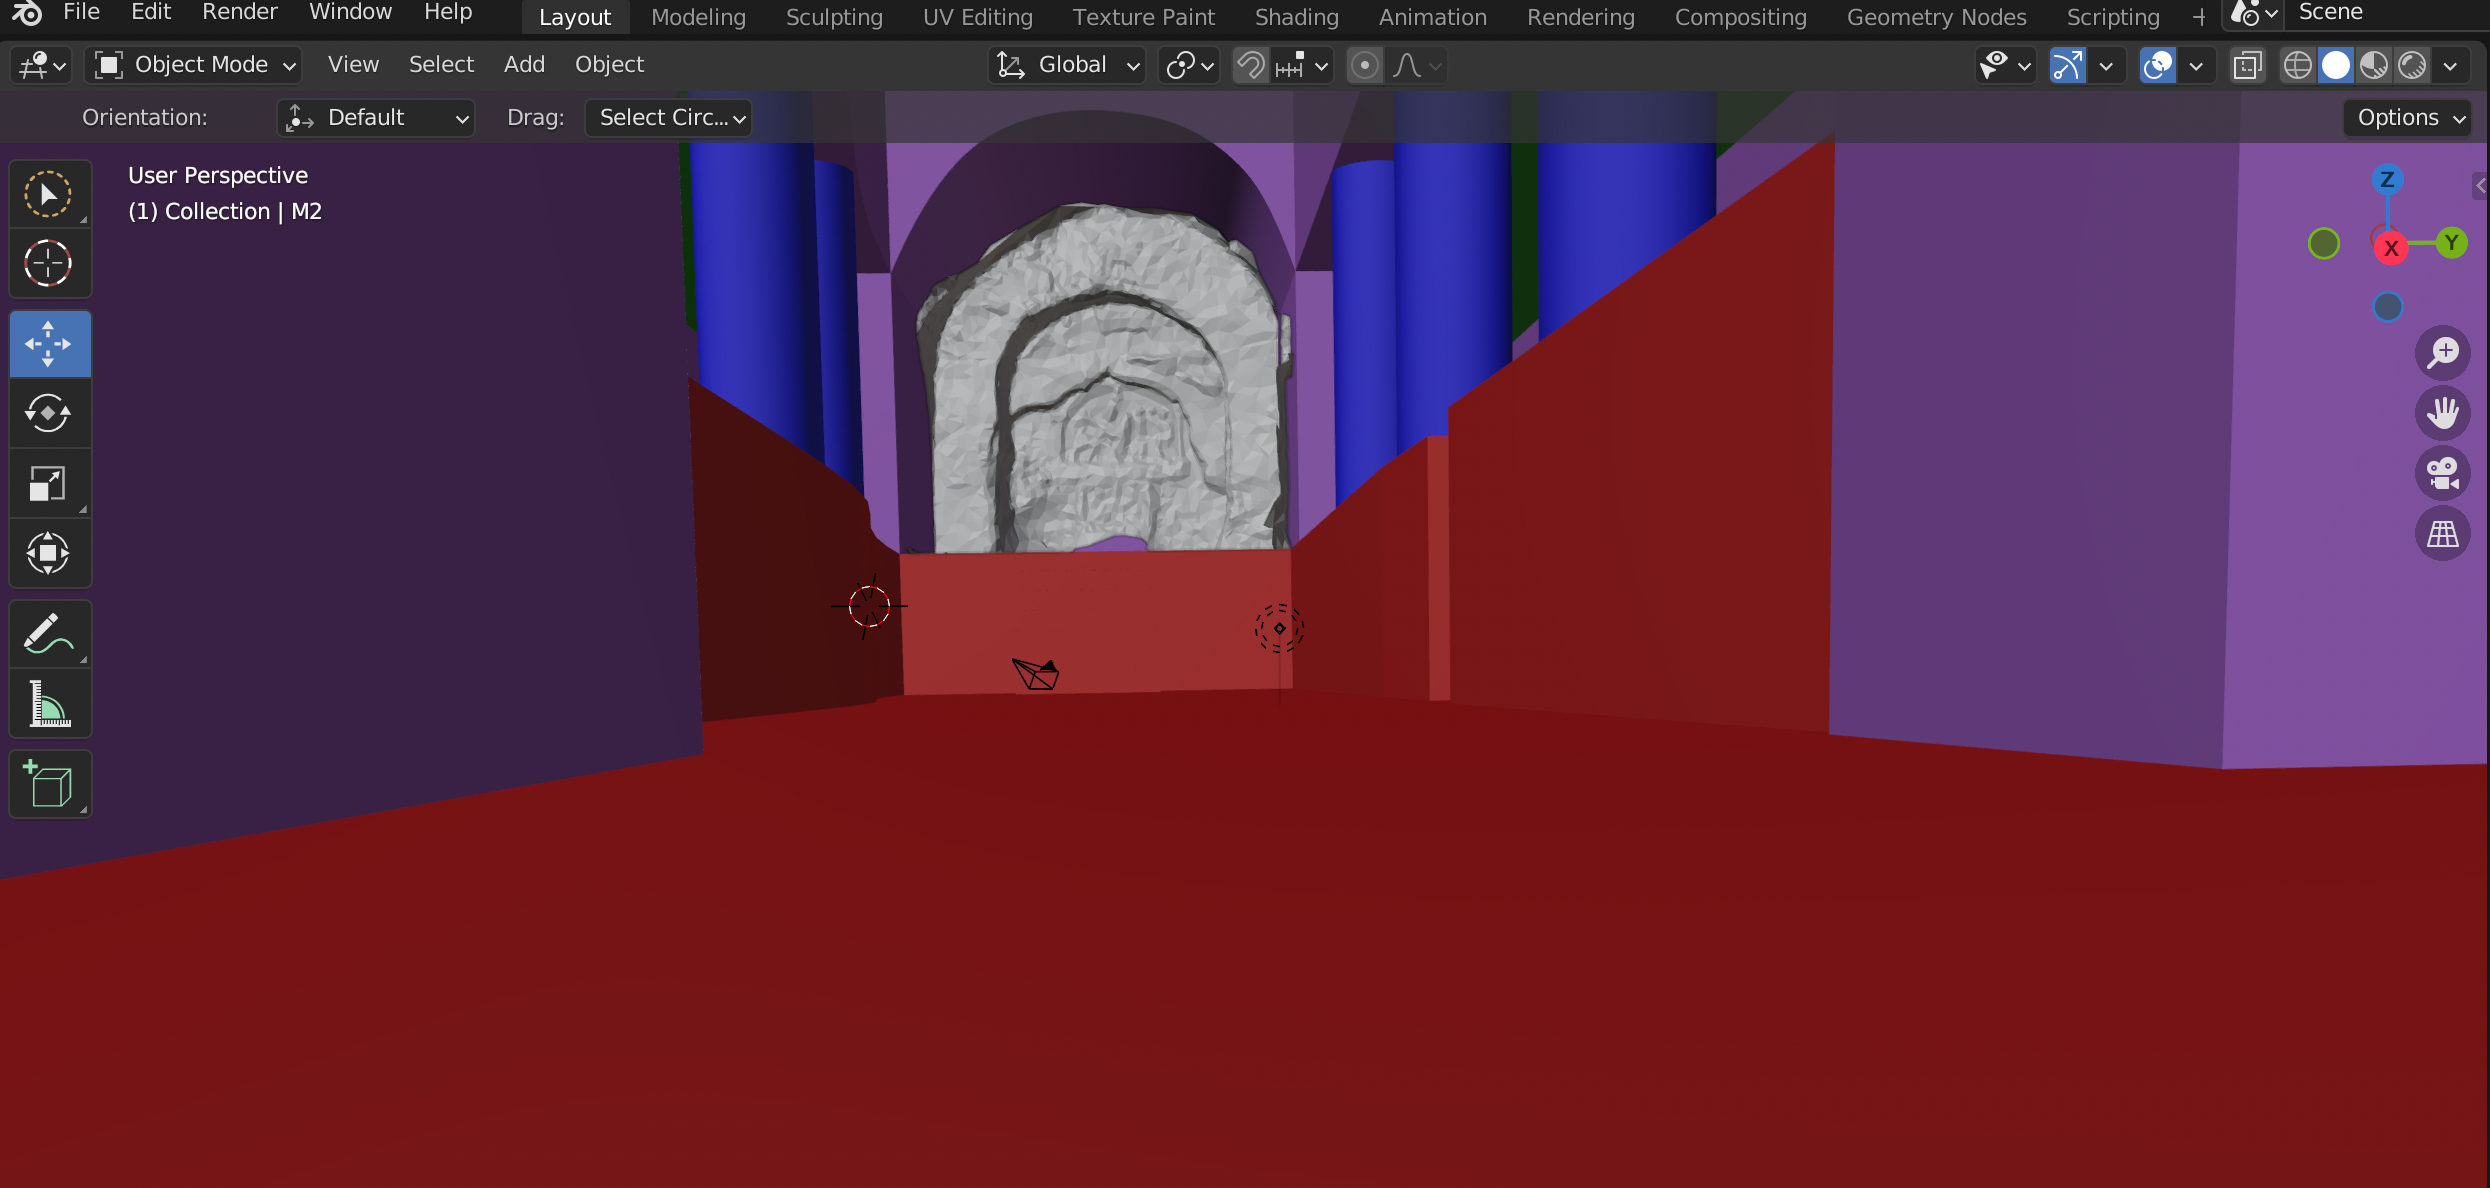 File Edit Render Window Help Layout Modeling Sculpting UV Editing Texture Paint Shading Animation Rendering Compositing Geometry Nodes Scripting + Scene
Object Mode View Select Add Object Global
Orientation: Default Drag: Select Circ... Options
User Perspective
(1) Collection | M2
Z
X Y